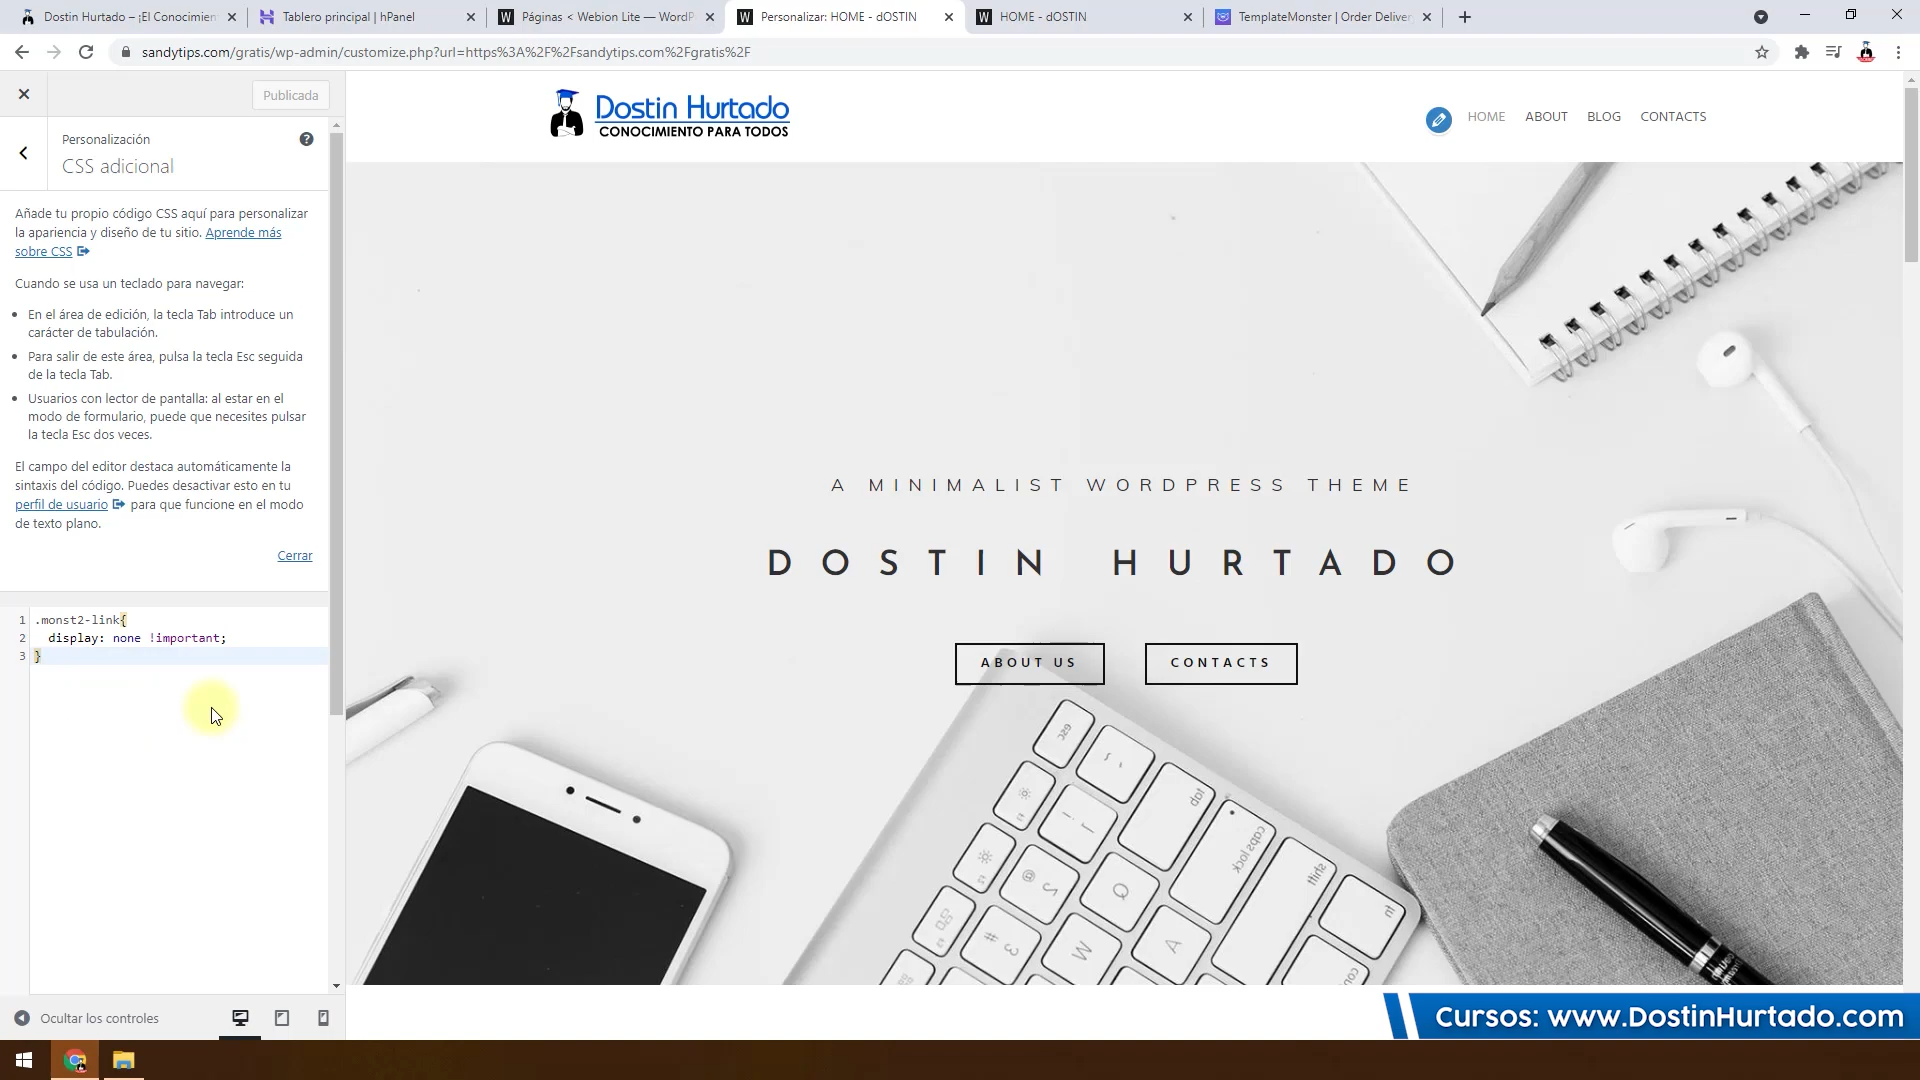 Dostin Hurtado – ¡El Conocimien
Tablero principal | hPanel
Páginas < Webion Lite — WordP
Personalizar: HOME - dOSTIN
HOME - dOSTIN
TemplateMonster | Order Deliver
sandytips.com/gratis/wp-admin/customize.php?url=https%3A%2F%2Fsandytips.com%2Fgratis%2F
Publicada
Personalización
CSS adicional
Añade tu propio código CSS aquí para personalizar
la apariencia y diseño de tu sitio. Aprende más
sobre CSS
Cuando se usa un teclado para navegar:
En el área de edición, la tecla Tab introduce un
carácter de tabulación.
Para salir de este área, pulsa la tecla Esc seguida
de la tecla Tab.
Usuarios con lector de pantalla: al estar en el
modo de formulario, puede que necesites pulsar
la tecla Esc dos veces.
El campo del editor destaca automáticamente la
sintaxis del código. Puedes desactivar esto en tu
perfil de usuario para que funcione en el modo
de texto plano.
Cerrar
1 .monst2-link{
2 display: none !important;
3 }
Ocultar los controles
Dostin Hurtado
CONOCIMIENTO PARA TODOS
HOME ABOUT BLOG CONTACTS
A MINIMALIST WORDPRESS THEME
DOSTIN HURTADO
ABOUT US
CONTACTS
Cursos: www.DostinHurtado.com